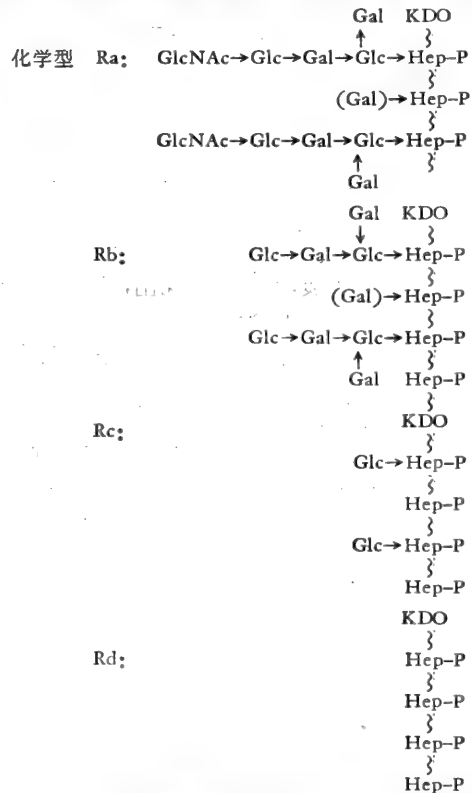 Gal KDO
↑ ⌇
化学型 Ra: GlcNAc→Glc→Gal→Glc→Hep-P
⌇
(Gal)→Hep-P
⌇
GlcNAc→Glc→Gal→Glc→Hep-P
↑ ⌇
Gal
Gal KDO
↓ ⌇
Rb: Glc→Gal→Glc→Hep-P
⌇
(Gal)→Hep-P
⌇
Glc→Gal→Glc→Hep-P
↑ ⌇
Gal Hep-P
⌇
Rc: KDO
⌇
Glc→Hep-P
⌇
Hep-P
⌇
Glc→Hep-P
⌇
Hep-P
KDO
⌇
Rd: Hep-P
⌇
Hep-P
⌇
Hep-P
⌇
Hep-P